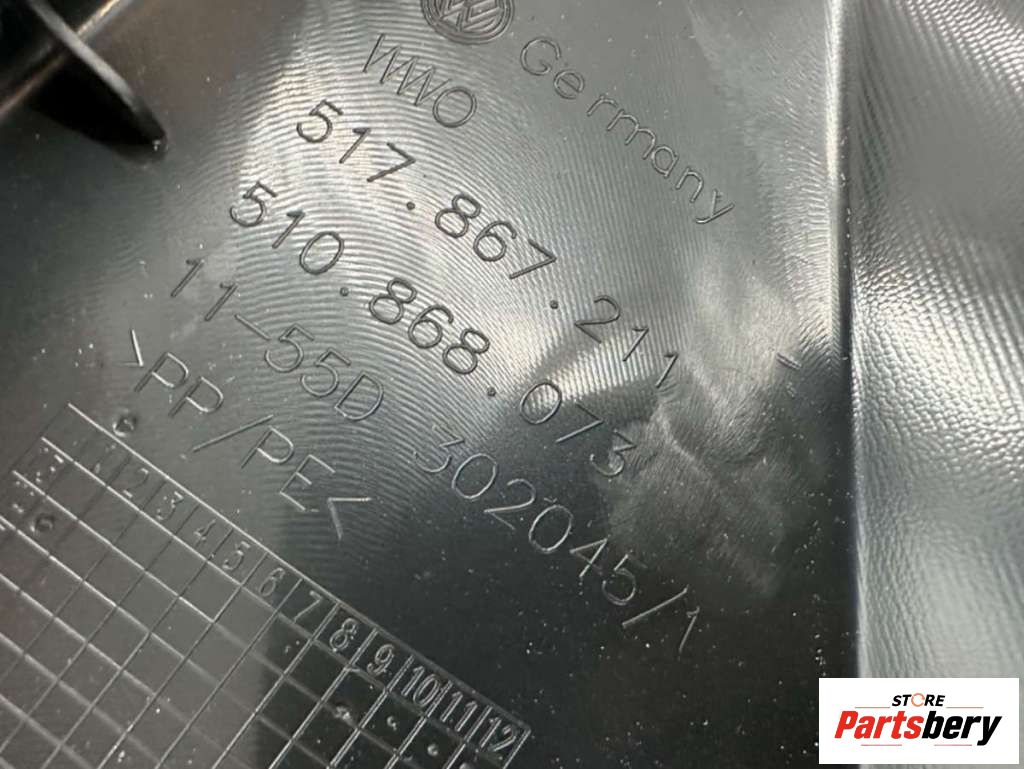 Germany
WWO
517.867.211
510.868.073
11-55D 302045/1
>PP/PE<
1 2 3 4 5 6 7 8 9 10 11 12
STORE
Partsbery